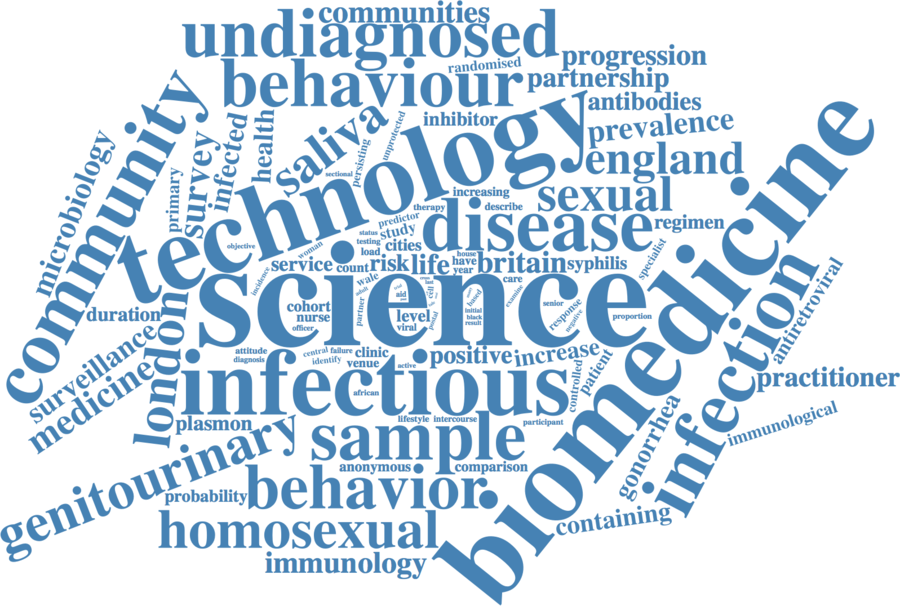 communities
undiagnosed
randomised
progression
behaviour
partnership
antibodies
inhibitor
prevalence
community
technology
saliva
health
infected
survey
primary
microbiology
unprotected
persisting
sectional
england
sexual
increasing
therapy
describe
predictor
disease
regimen
biomedicine
status
study
testing
cities
load
objective
woman
incidence
service
count
risk
life
house
have
year
britain
syphilis
specialist
care
science
wale
aid
cell
last
level
viral
partner
cohort
nurse
officer
based
initial
black
result
examine
senior
response
negative
proportion
duration
london
surveillance
medicine
attitude
diagnosis
central
failure
identify
clinic
venue
active
positive
increase
controlled
patient
infection
antiretroviral
infectious
african
practitioner
plasmon
lifestyle
intercourse
participant
sample
genitourinary
gonorrhea
immunological
anonymous
comparison
probability
behavior.
containing
homosexual
immunology